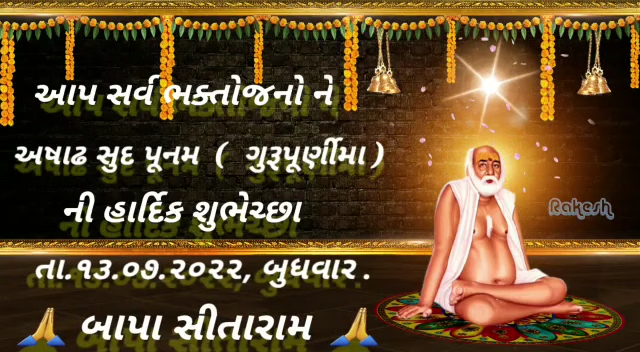 આપ સર્વ ભક્તોજનો ને
અષાઢ સુદ પૂનમ ( ગુરૂપૂર્ણીમા )
ની હાર્દિક શુભેચ્છા
Rakesh
તા.૧૩.૦૭.૨૦૨૨, બુધવાર .
બાપા સીતારામ